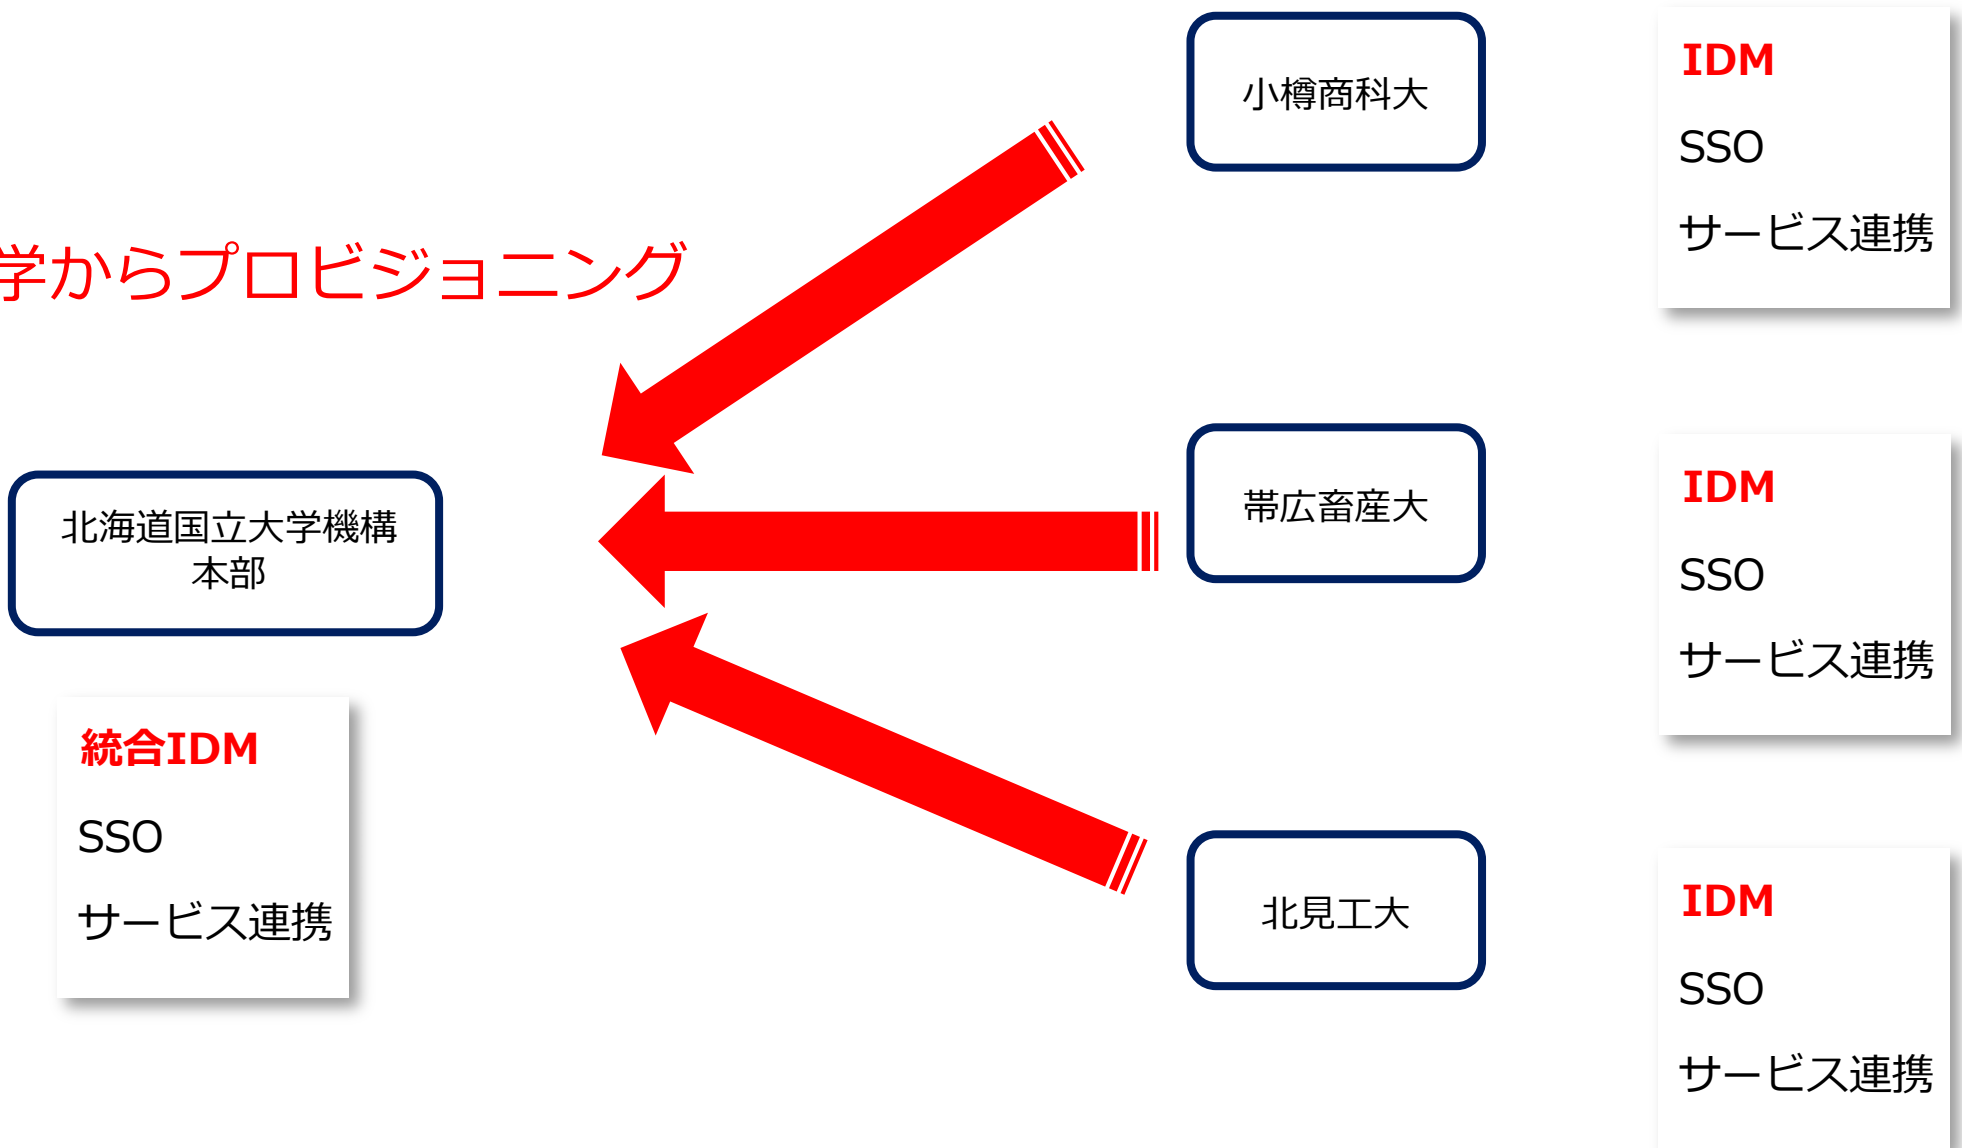 小樽商科大
IDM
SSO
サービス連携
学からプロビジョニング
帯広畜産大
IDM
SSO
サービス連携
北海道国立大学機構
本部
統合IDM
SSO
サービス連携
北見工大
IDM
SSO
サービス連携